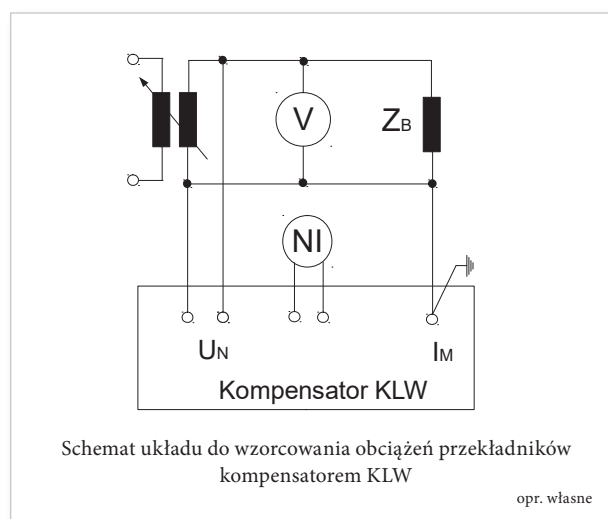 V
ZB
NI
UN
IM
Kompensator KLW
Schemat układu do wzorcowania obciążeń przekładników
kompensatorem KLW
opr. własne